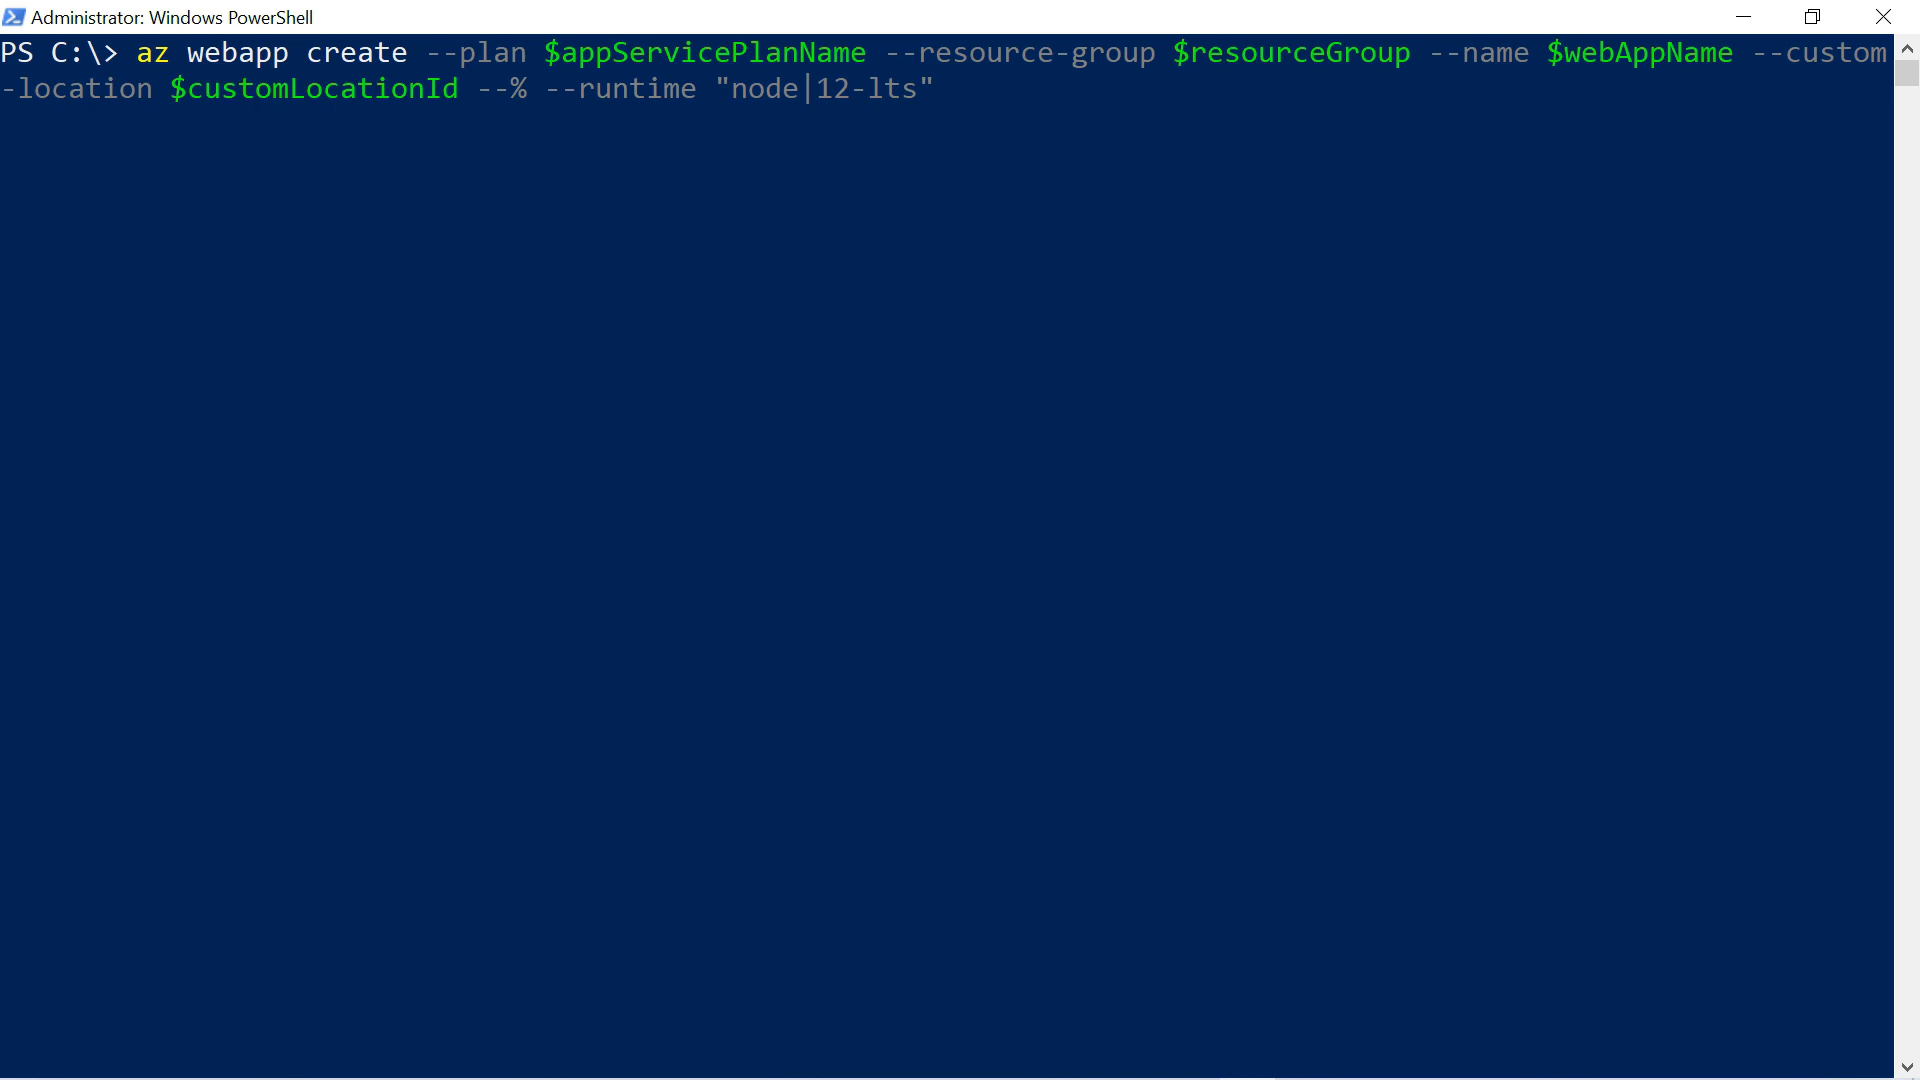 Administrator: Windows PowerShell
PS C:\> az webapp create --plan $appServicePlanName --resource-group $resourceGroup --name $webAppName --custom
-location $customLocationId --% --runtime "node|12-lts"